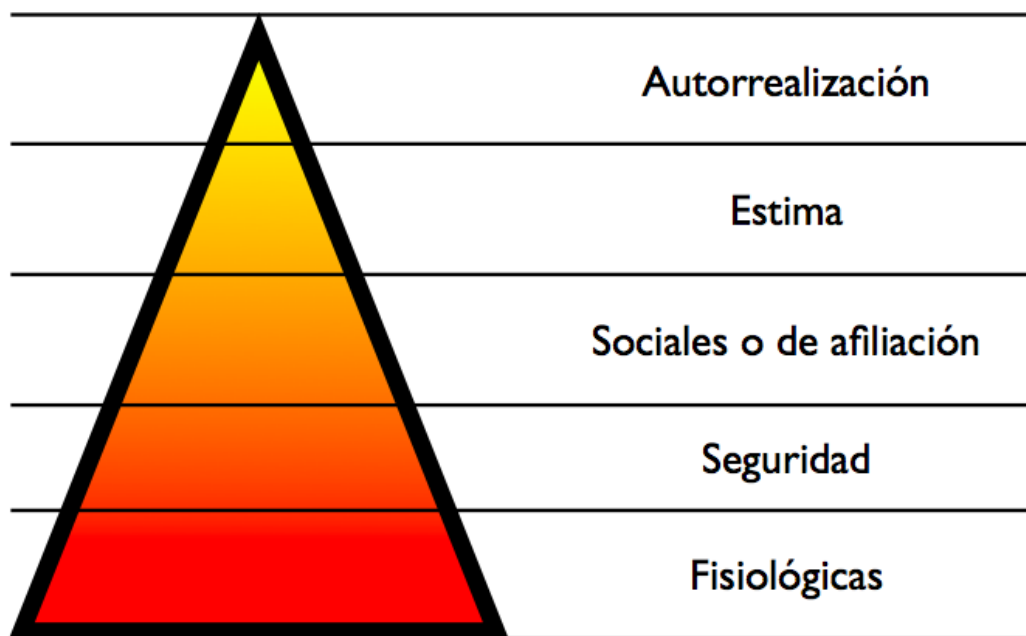 Autorrealización
Estima
Sociales o de afiliación
Seguridad
Fisiológicas